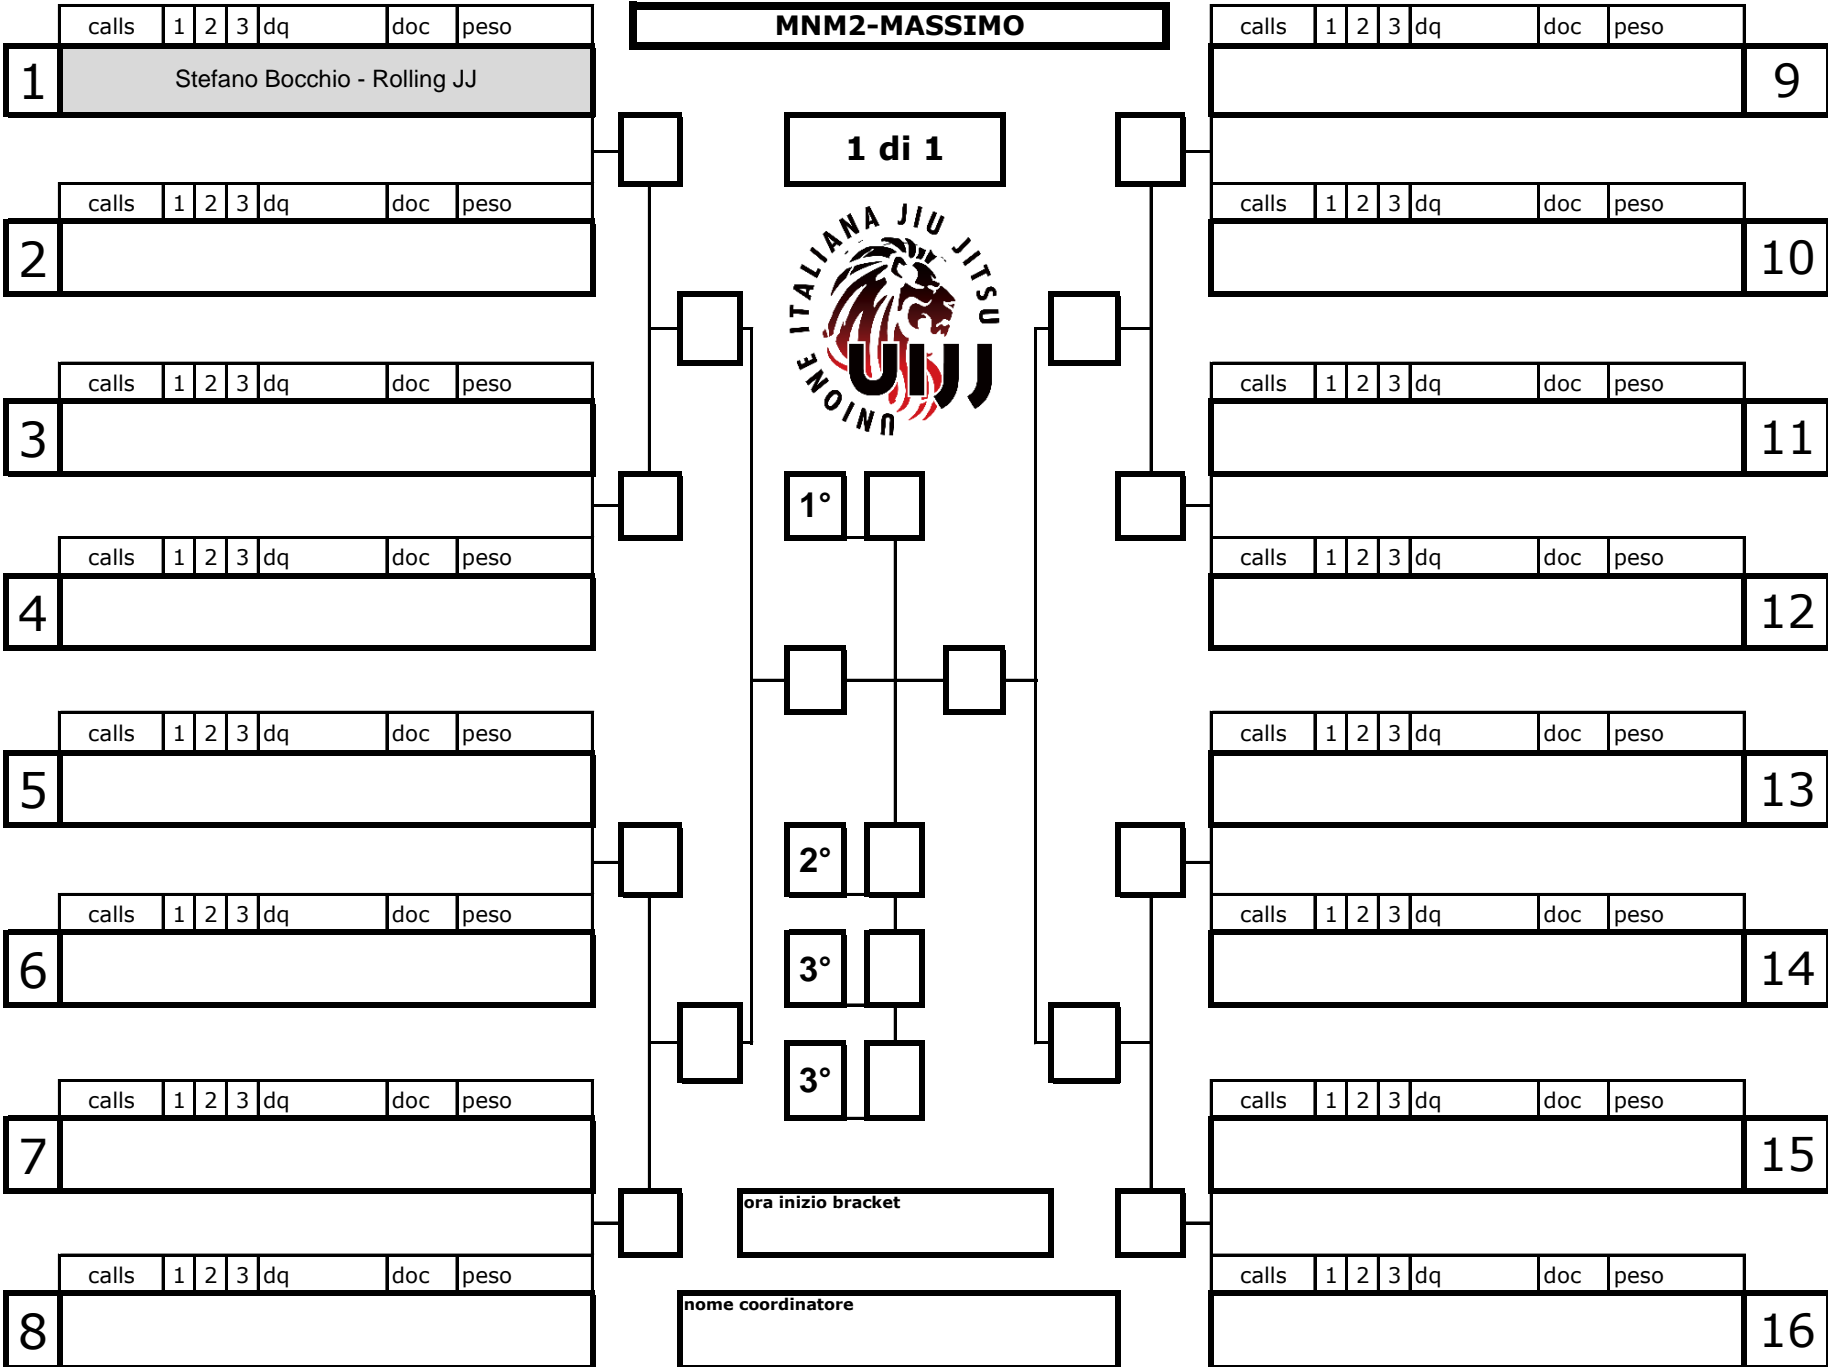 calls 1 2 3 dq doc peso
1 Stefano Bocchio - Rolling JJ
calls 1 2 3 dq doc peso
2
calls 1 2 3 dq doc peso
3
calls 1 2 3 dq doc peso
4
calls 1 2 3 dq doc peso
5
calls 1 2 3 dq doc peso
6
calls 1 2 3 dq doc peso
7
calls 1 2 3 dq doc peso
8
MNM2-MASSIMO
1 di 1
UNIONE ITALIANA JIU JITSU
UIJJ
1°
2°
3°
3°
ora inizio bracket
nome coordinatore
calls 1 2 3 dq doc peso
9
calls 1 2 3 dq doc peso
10
calls 1 2 3 dq doc peso
11
calls 1 2 3 dq doc peso
12
calls 1 2 3 dq doc peso
13
calls 1 2 3 dq doc peso
14
calls 1 2 3 dq doc peso
15
calls 1 2 3 dq doc peso
16